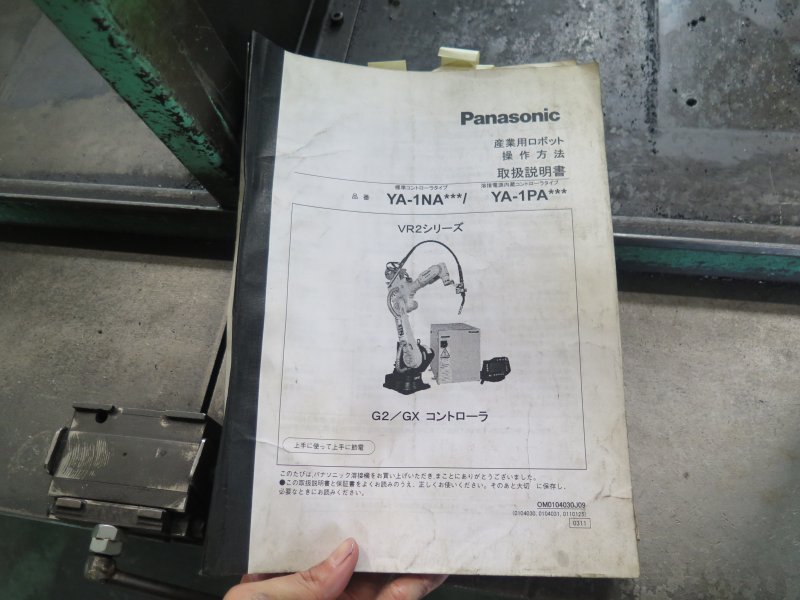 Panasonic
産業用ロボット
操作方法
取扱説明書
標準コントローラタイプ 溶接電源内蔵コントローラタイプ
品番 YA-1NA***/ YA-1PA***
VR2シリーズ
G2/GX コントローラ
上手に使って上手に節電
このたびは、パナソニック溶接機をお買い上げいただき、まことにありがとうございました。
●この取扱説明書と保証書をよくお読みのうえ、正しくお使いください。そのあと大切 に保存し、
必要なときにお読みください。
OM0104030J09
(0104030, 0104031, 0110125)
0311